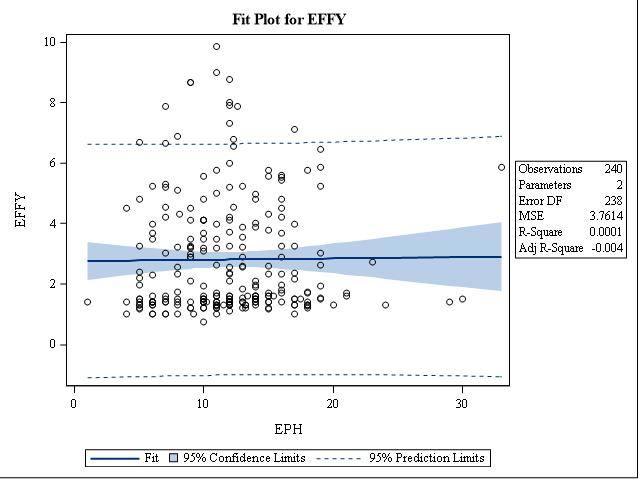 Fit Plot for EFFY
10
8
6
4
2
0
EFFY
0 10 20 30
EPH
Observations 240
Parameters 2
Error DF 238
MSE 3.7614
R-Square 0.0001
Adj R-Square -0.004
Fit 95% Confidence Limits 95% Prediction Limits